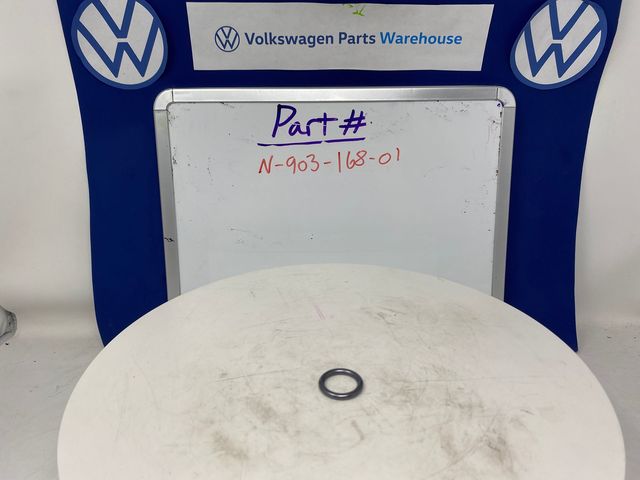 Volkswagen Parts Warehouse
Part #
N-903-168-01